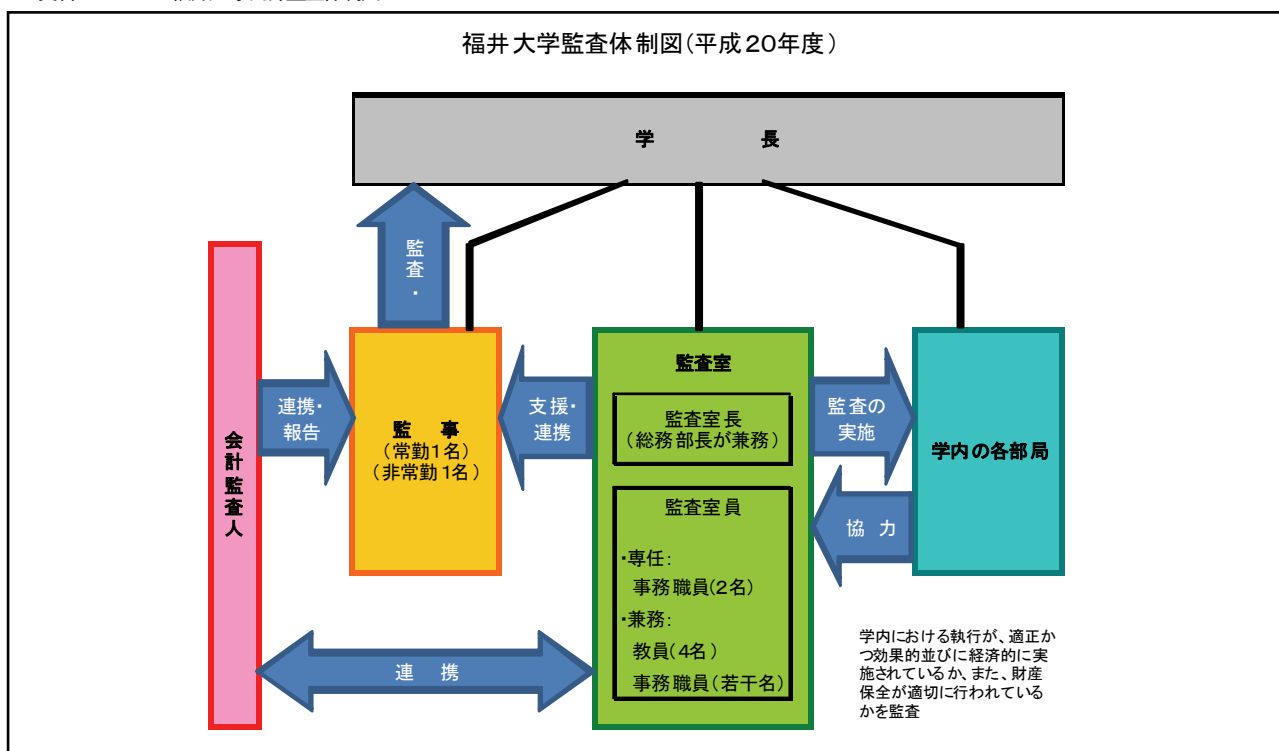 福井大学監査体制図(平成20年度)
学　　　長
監査・
会計監査人
連携・
報告
監　事
(常勤1名)
(非常勤1名)
支援・
連携
監査室
監査室長
(総務部長が兼務)
監査室員
・専任:
事務職員(2名)
・兼務:
教員(4名)
事務職員(若干名)
監査の
実施
協 力
学内の各部局
連　携
学内における執行が、適正か
つ効果的並びに経済的に実
施されているか、また、財産
保全が適切に行われている
かを監査